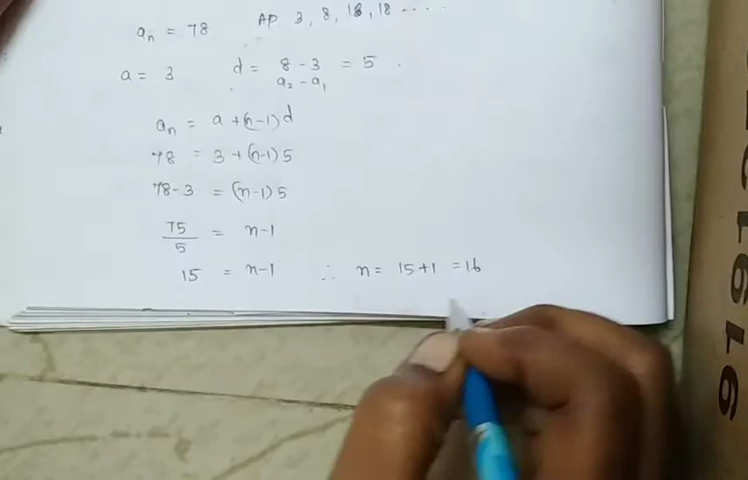 aₙ = 78 AP 3, 8, 13, 18 ....
a = 3 d = 8 - 3 = 5 .
a₂ - a₁
aₙ = a + (n-1) d
78 = 3 + (n-1) 5
78-3 = (n-1) 5
75/5 = n-1
15 = n-1 ∴ n = 15+1 = 16